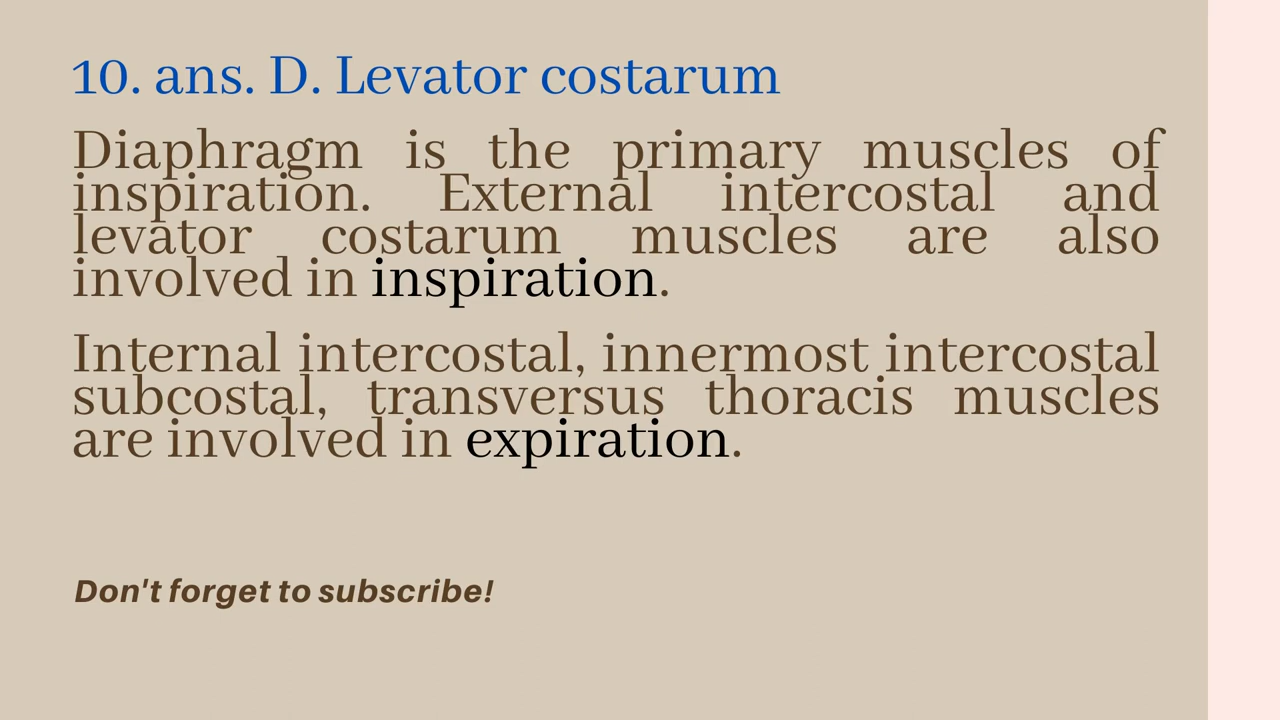 10. ans. D. Levator costarum
Diaphragm is the primary muscles of
inspiration. External intercostal and
levator costarum muscles are also
involved in inspiration.
Internal intercostal, innermost intercostal
subcostal, transversus thoracis muscles
are involved in expiration.
Don't forget to subscribe!